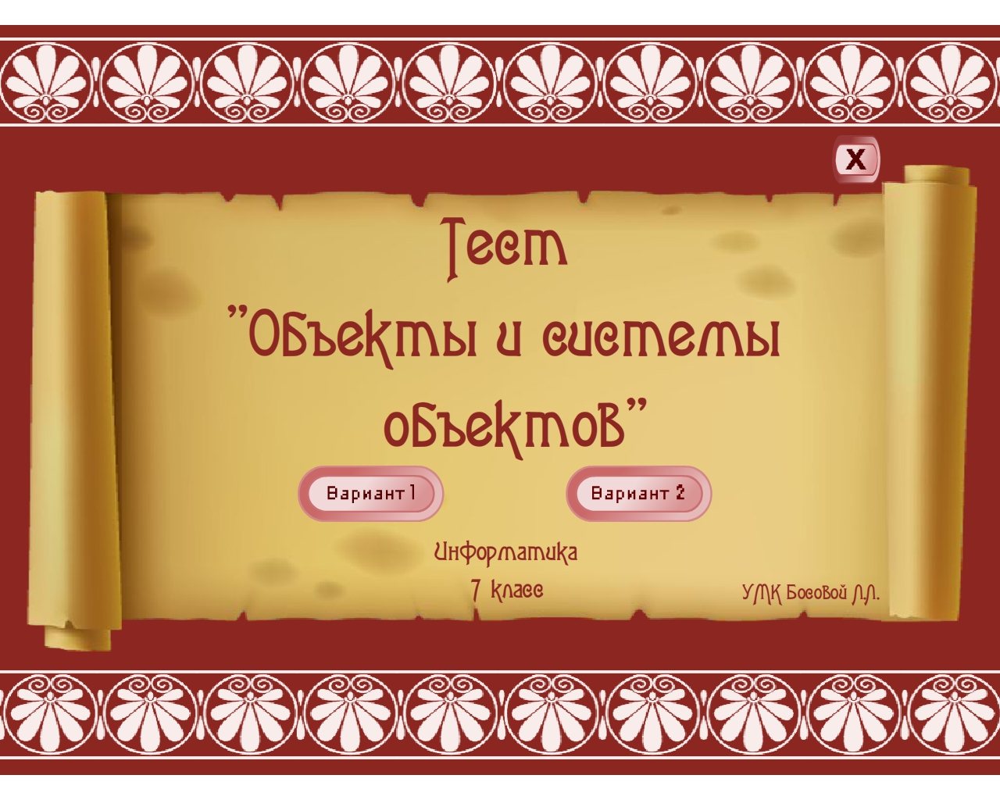 X
Тест
"Объекты и системы
объектов"
Вариант 1
Вариант 2
Информатика
7 класс
УМК Босовой Л.Л.